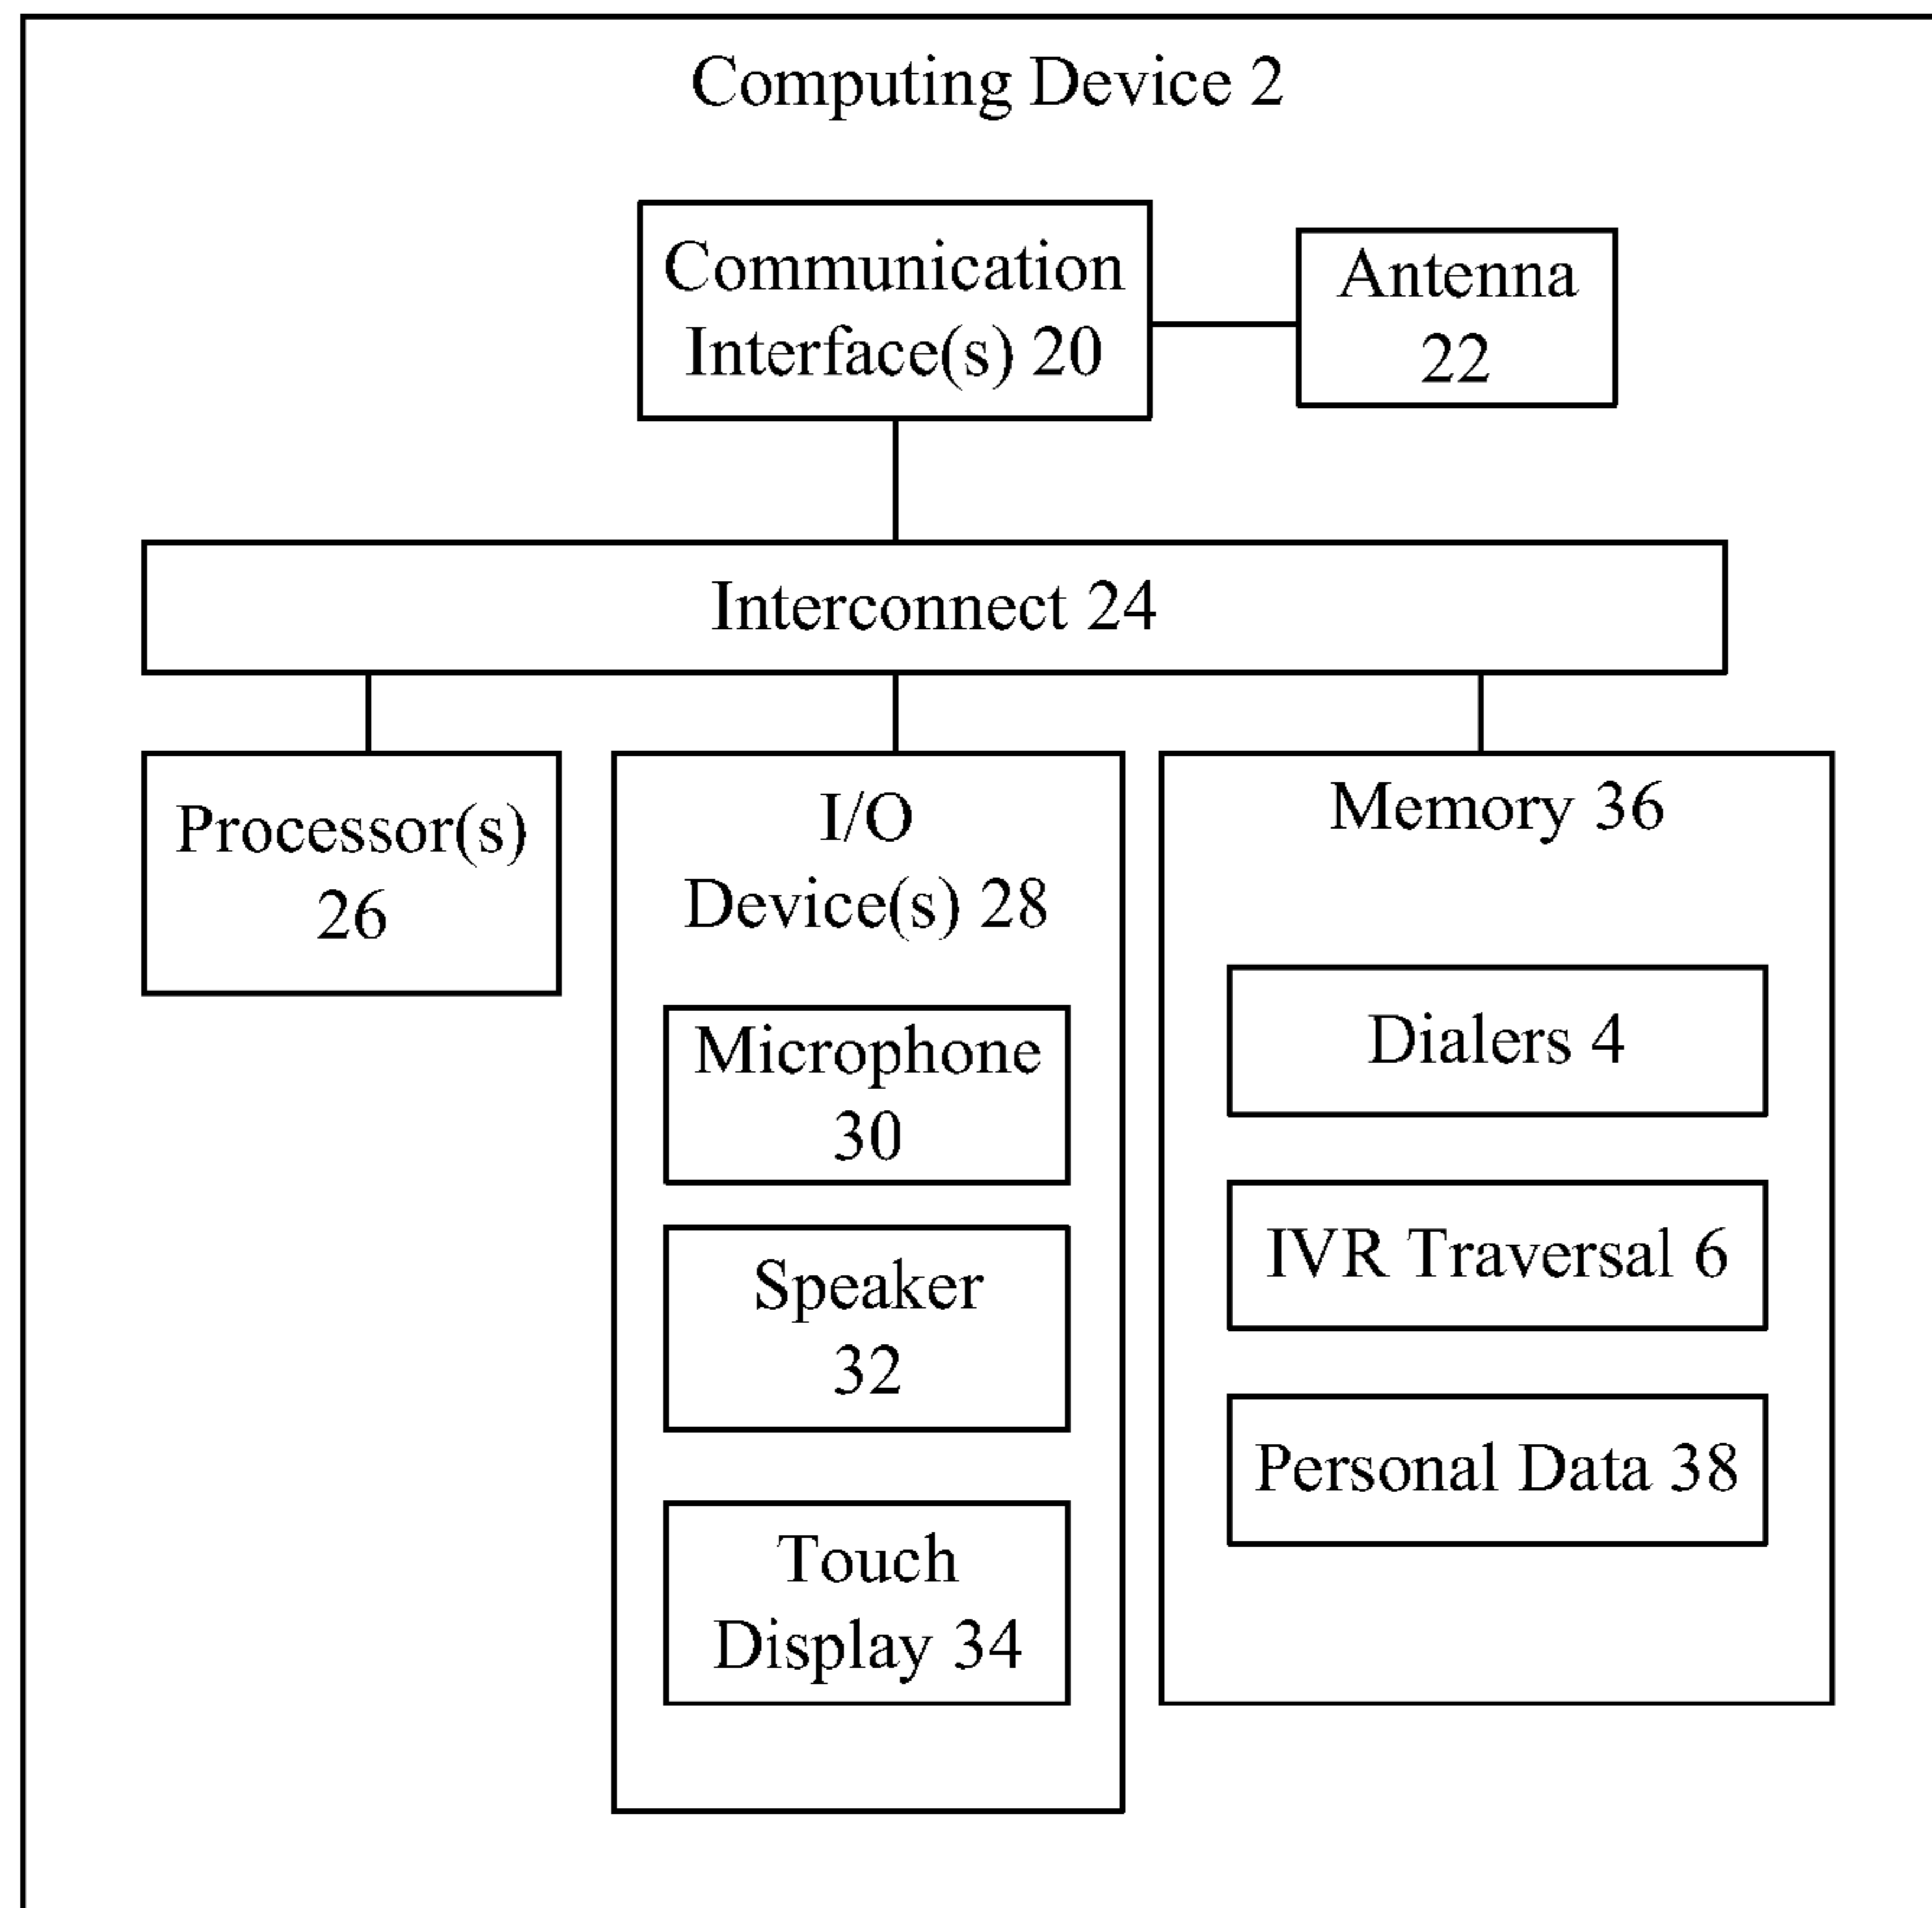 Computing Device 2
Communication
Interface(s) 20
Antenna
22
Interconnect 24
Processor(s)
26
I/O
Device(s) 28
Microphone
30
Speaker
32
Touch
Display 34
Memory 36
Dialers 4
IVR Traversal 6
Personal Data 38